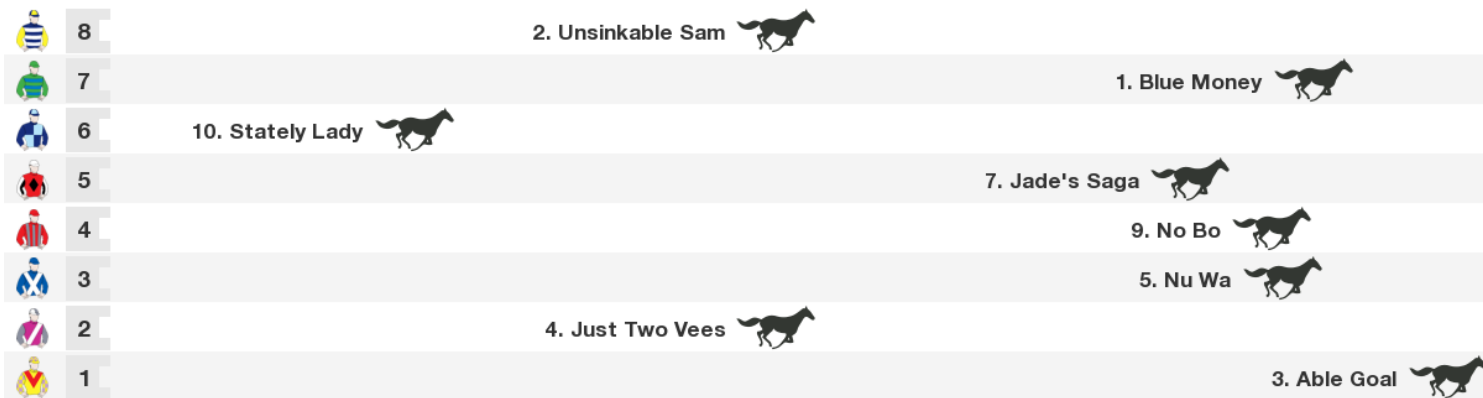 8 2. Unsinkable Sam
7 1. Blue Money
6 10. Stately Lady
5 7. Jade's Saga
4 9. No Bo
3 5. Nu Wa
2 4. Just Two Vees
1 3. Able Goal